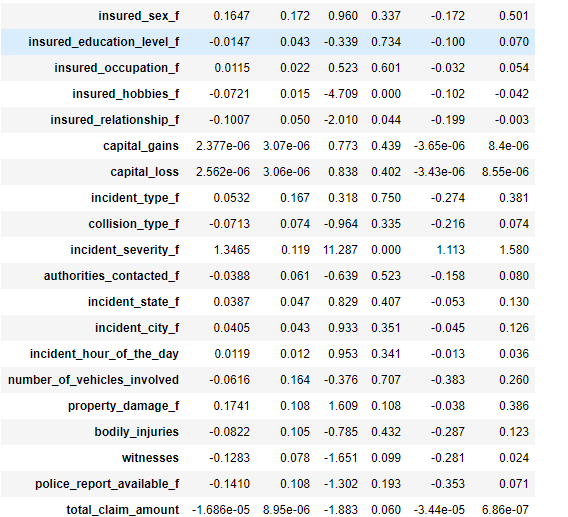 insured_sex_f 0.1647 0.172 0.960 0.337 -0.172 0.501
insured_education_level_f -0.0147 0.043 -0.339 0.734 -0.100 0.070
insured_occupation_f 0.0115 0.022 0.523 0.601 -0.032 0.054
insured_hobbies_f -0.0721 0.015 -4.709 0.000 -0.102 -0.042
insured_relationship_f -0.1007 0.050 -2.010 0.044 -0.199 -0.003
capital_gains 2.377e-06 3.07e-06 0.773 0.439 -3.65e-06 8.4e-06
capital_loss 2.562e-06 3.06e-06 0.838 0.402 -3.43e-06 8.55e-06
incident_type_f 0.0532 0.167 0.318 0.750 -0.274 0.381
collision_type_f -0.0713 0.074 -0.964 0.335 -0.216 0.074
incident_severity_f 1.3465 0.119 11.287 0.000 1.113 1.580
authorities_contacted_f -0.0388 0.061 -0.639 0.523 -0.158 0.080
incident_state_f 0.0387 0.047 0.829 0.407 -0.053 0.130
incident_city_f 0.0405 0.043 0.933 0.351 -0.045 0.126
incident_hour_of_the_day 0.0119 0.012 0.953 0.341 -0.013 0.036
number_of_vehicles_involved -0.0616 0.164 -0.376 0.707 -0.383 0.260
property_damage_f 0.1741 0.108 1.609 0.108 -0.038 0.386
bodily_injuries -0.0822 0.105 -0.785 0.432 -0.287 0.123
witnesses -0.1283 0.078 -1.651 0.099 -0.281 0.024
police_report_available_f -0.1410 0.108 -1.302 0.193 -0.353 0.071
total_claim_amount -1.686e-05 8.95e-06 -1.883 0.060 -3.44e-05 6.86e-07